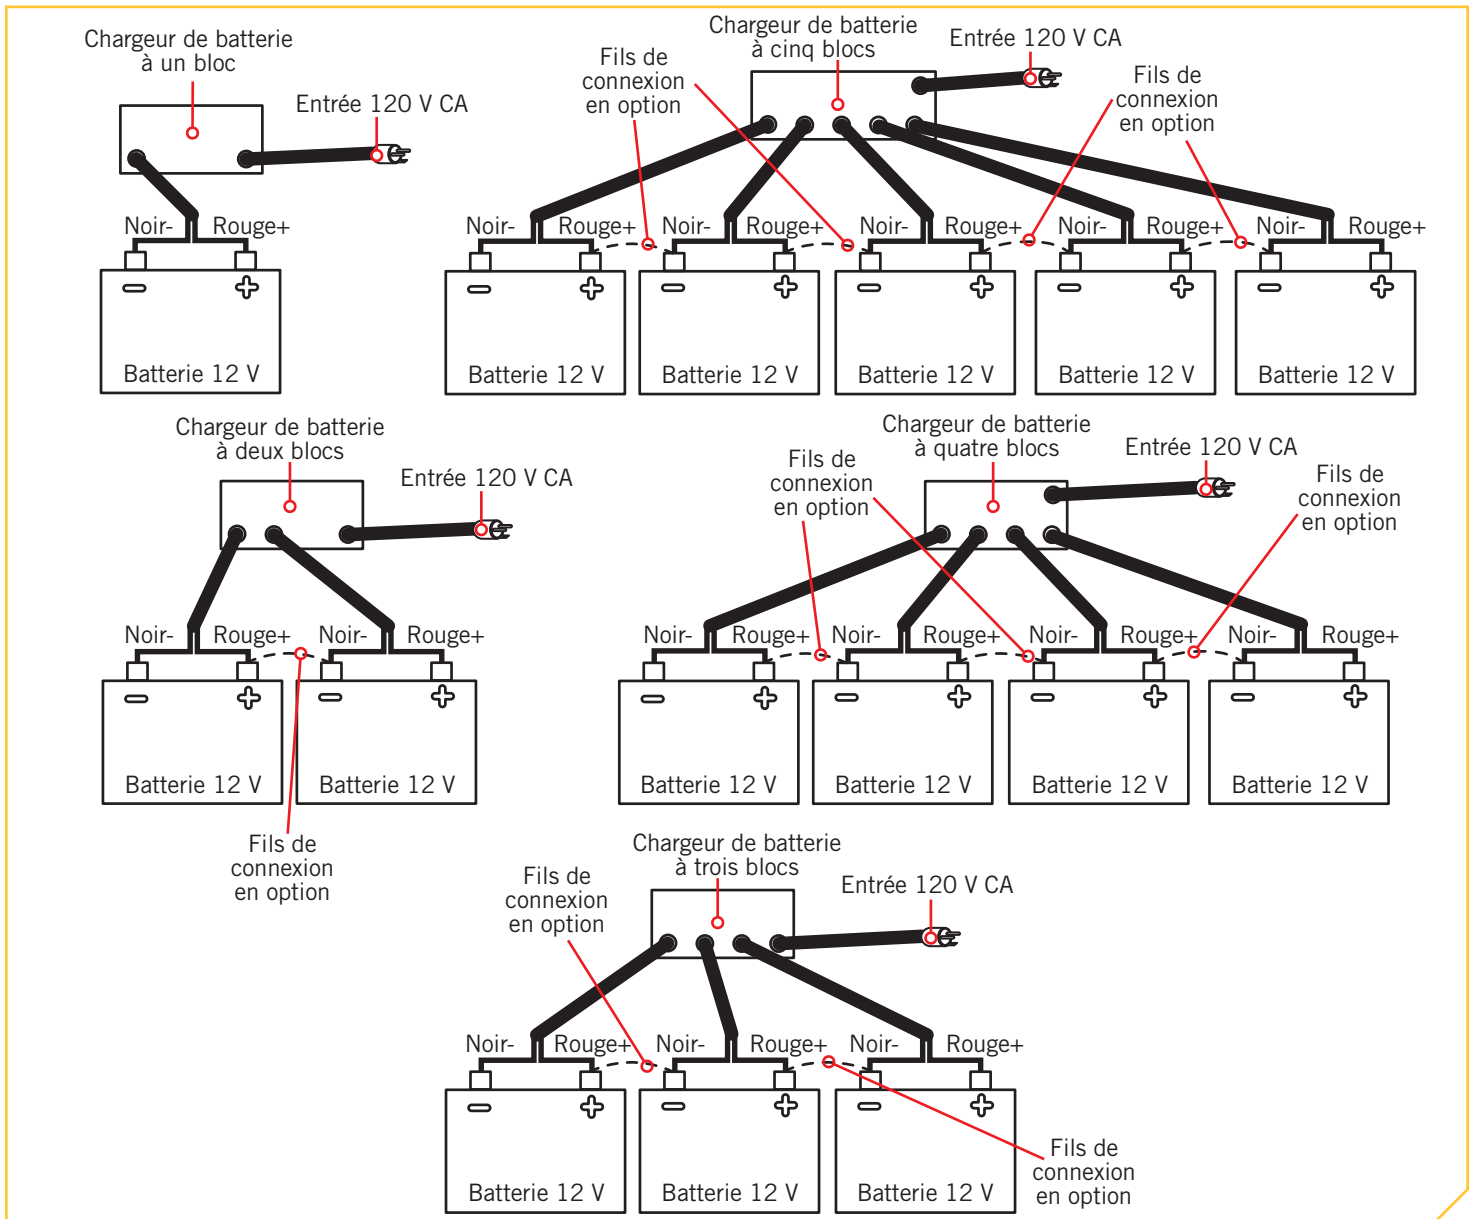 Chargeur de batterie
à un bloc
Entrée 120 V CA
Noir-
Rouge+
Batterie 12 V
Chargeur de batterie
à cinq blocs
Entrée 120 V CA
Fils de
connexion
en option
Fils de
connexion
en option
Noir-
Rouge+
Noir-
Rouge+
Noir-
Rouge+
Noir-
Rouge+
Noir-
Rouge+
Batterie 12 V
Batterie 12 V
Batterie 12 V
Batterie 12 V
Batterie 12 V
Chargeur de batterie
à deux blocs
Entrée 120 V CA
Noir-
Rouge+
Noir-
Rouge+
Batterie 12 V
Batterie 12 V
Fils de
connexion
en option
Chargeur de batterie
à quatre blocs
Entrée 120 V CA
Fils de
connexion
en option
Fils de
connexion
en option
Noir-
Rouge+
Noir-
Rouge+
Noir-
Rouge+
Noir-
Rouge+
Batterie 12 V
Batterie 12 V
Batterie 12 V
Batterie 12 V
Chargeur de batterie
à trois blocs
Entrée 120 V CA
Fils de
connexion
en option
Noir-
Rouge+
Noir-
Rouge+
Noir-
Rouge+
Batterie 12 V
Batterie 12 V
Batterie 12 V
Fils de
connexion
en option